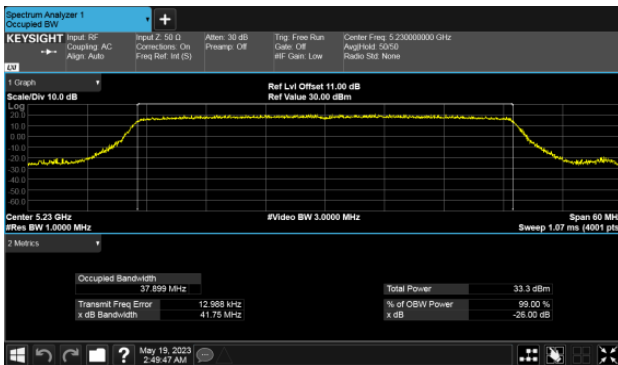 Spectrum Analyzer 1
Occupied BW
+
KEYSIGHT Input: RF Input Z: 50 Ω Atten: 30 dB Trig: Free Run Center Freq: 5.230000000 GHz
Coupling: AC Corrections: On Preamp: Off Gate: Off Avg|Hold: 50/50
Align: Auto Freq Ref: Int (S) #IF Gain: Low Radio Std: None
LXI
1 Graph Ref Lvl Offset 11.00 dB
Scale/Div 10.0 dB Ref Value 30.00 dBm
Log
20.0
10.0
0.00
-10.0
-20.0
-30.0
-40.0
-50.0
-60.0
Center 5.23 GHz #Video BW 3.0000 MHz Span 60 MH
#Res BW 1.0000 MHz Sweep 1.07 ms (4001 pts
2 Metrics
Occupied Bandwidth
37.899 MHz Total Power 33.3 dBm
Transmit Freq Error 12.988 kHz % of OBW Power 99.00 %
x dB Bandwidth 41.75 MHz x dB -26.00 dB
? May 19, 2023
2:49:47 AM